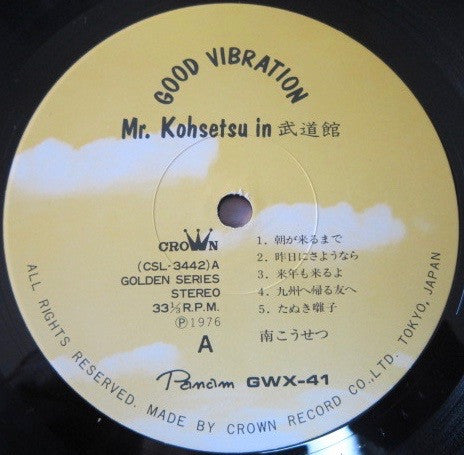 GOOD VIBRATION
Mr. Kohsetsu in 武道館
CROWN
(CSL-3442)A
GOLDEN SERIES
STEREO
33⅓R.P.M.
Ⓟ1976
A
1. 朝が来るまで
2. 昨日にさようなら
3. 来年も来るよ
4. 九州へ帰る友へ
5. たぬき囃子
南こうせつ
Panam GWX-41
ALL RIGHTS RESERVED. MADE BY CROWN RECORD CO.,LTD. TOKYO, JAPAN